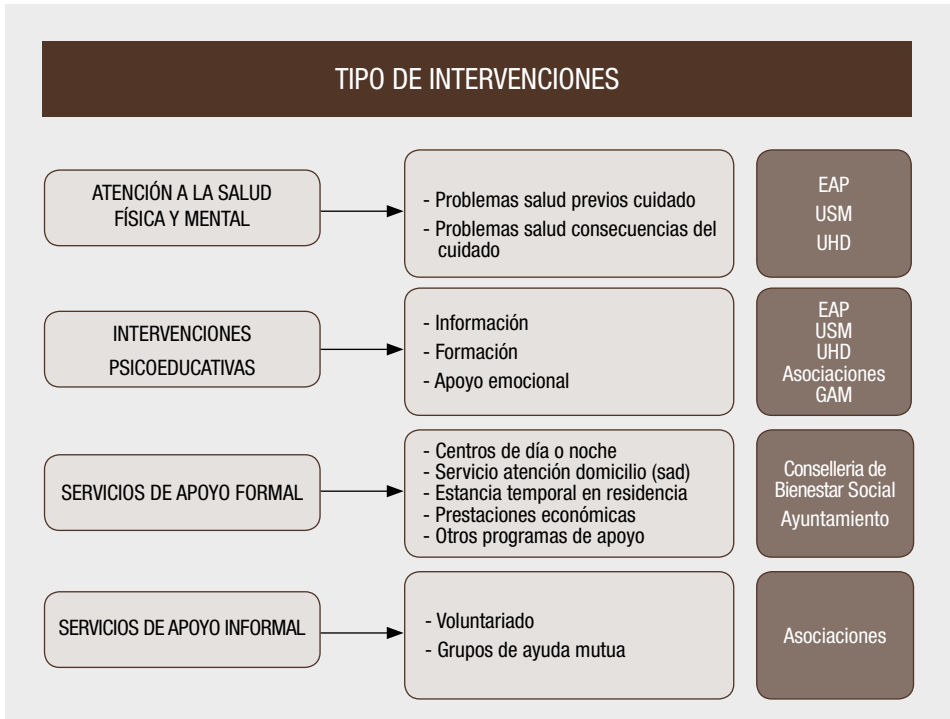 TIPO DE INTERVENCIONES
ATENCIÓN A LA SALUD
FÍSICA Y MENTAL
- Problemas salud previos cuidado
- Problemas salud consecuencias del
cuidado
EAP
USM
UHD
INTERVENCIONES
PSICOEDUCATIVAS
- Información
- Formación
- Apoyo emocional
EAP
USM
UHD
Asociaciones
GAM
SERVICIOS DE APOYO FORMAL
- Centros de día o noche
- Servicio atención domicilio (sad)
- Estancia temporal en residencia
- Prestaciones económicas
- Otros programas de apoyo
Conselleria de
Bienestar Social
Ayuntamiento
SERVICIOS DE APOYO INFORMAL
- Voluntariado
- Grupos de ayuda mutua
Asociaciones